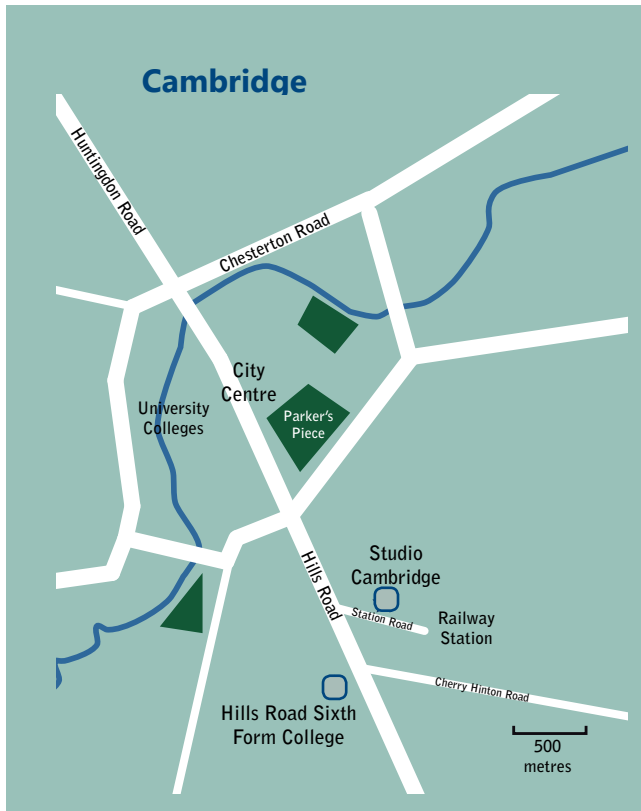 Cambridge
Huntingdon Road
Chesterton Road
City
Centre
University
Colleges
Parker's
Piece
Hills Road
Studio
Cambridge
Station Road
Railway
Station
Cherry Hinton Road
Hills Road Sixth
Form College
500
metres